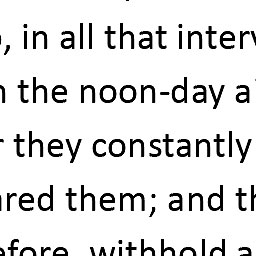 , in all that interv
the noon-day a
they constantly
ared them; and th
efore, withhold a